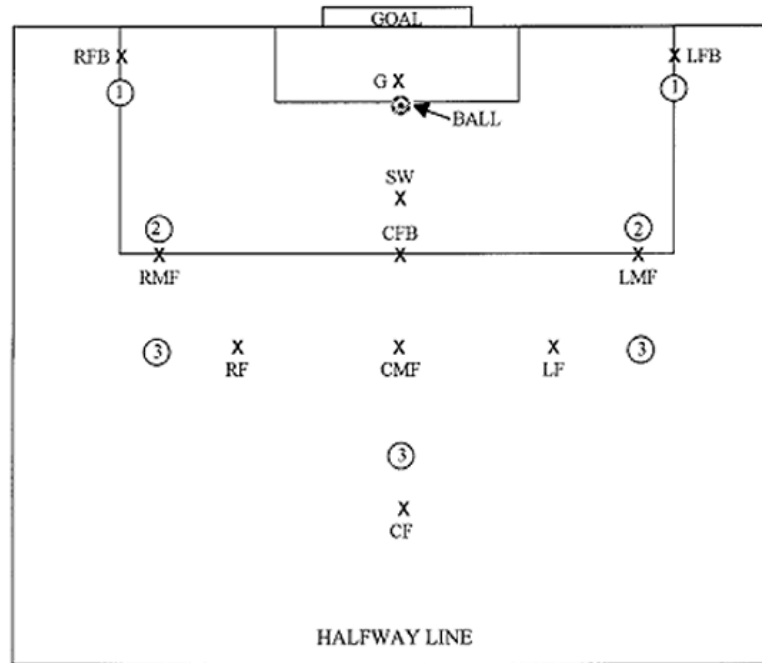 GOAL
RFB X
X LFB
G X
1
1
BALL
SW
X
2
2
CFB
X
X
X
RMF
LMF
3
X
X
X
3
RF
CMF
LF
3
X
CF
HALFWAY LINE